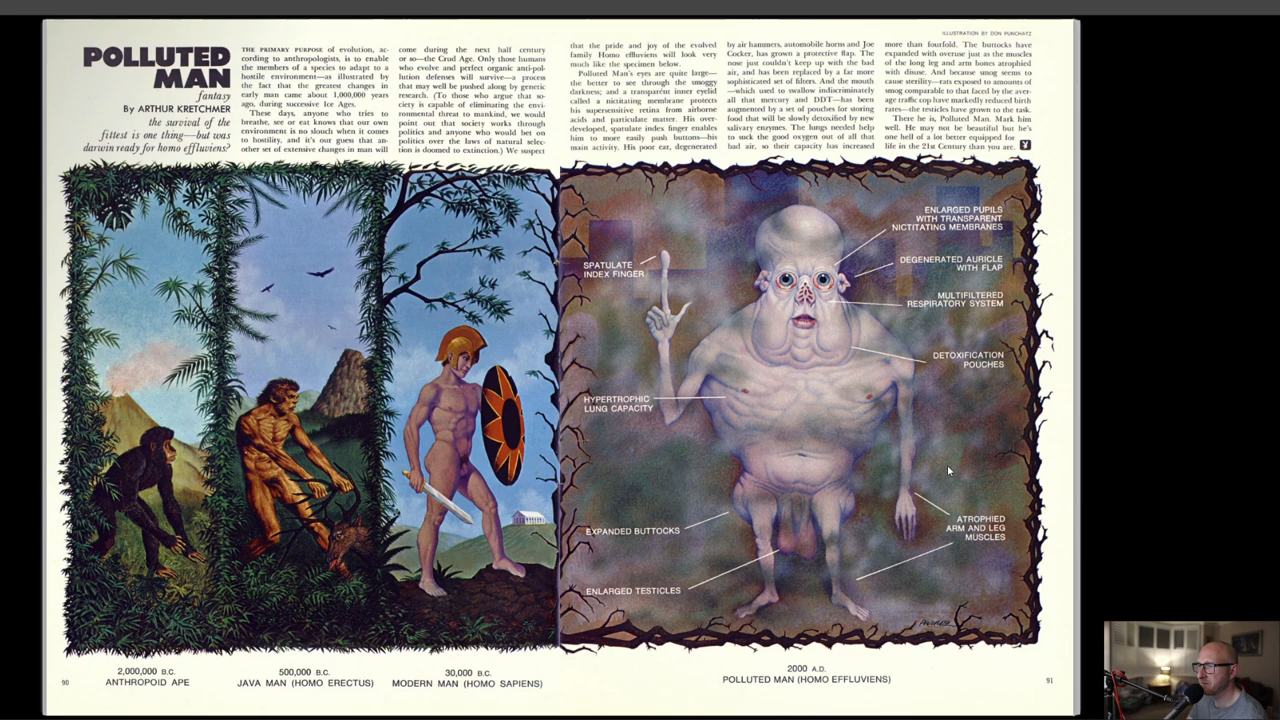 ILLUSTRATION BY DON PUNCHATZ
POLLUTED
MAN
fantasy
By ARTHUR KRETCHMER
the survival of the
fittest is one thing—but was
darwin ready for homo effluviens?
THE PRIMARY PURPOSE of evolution, ac-
cording to anthropologists, is to enable
the members of a species to adapt to a
hostile environment—as illustrated by
the fact that the greatest changes in
early man came about 1,000,000 years
ago, during successive Ice Ages.
These days, anyone who tries to
breathe, see or eat knows that our own
environment is no slouch when it comes
to hostility, and it's our guess that an-
other set of extensive changes in man will
come during the next half century
or so—the Crud Age. Only those humans
who evolve and perfect organic anti-pol-
lution defenses will survive—a process
that may well be pushed along by genetic
research. (To those who argue that so-
ciety is capable of eliminating the envi-
ronmental threat to mankind, we would
point out that society works through
politics and anyone who would bet on
politics over the laws of natural selec-
tion is doomed to extinction.) We suspect
that the pride and joy of the evolved
family Homo effluviens will look very
much like the specimen below.
Polluted Man's eyes are quite large—
the better to see through the smoggy
darkness; and a transparent inner eyelid
called a nictitating membrane protects
his supersensitive retina from airborne
acids and particulate matter. His over-
developed, spatulate index finger enables
him to more easily push buttons—his
main activity. His poor ear, degenerated
by air hammers, automobile horns and Joe
Cocker, has grown a protective flap. The
nose just couldn't keep up with the bad
air, and has been replaced by a far more
sophisticated set of filters. And the mouth
—which used to swallow indiscriminately
all that mercury and DDT—has been
augmented by a set of pouches for storing
food that will be slowly detoxified by new
salivary enzymes. The lungs needed help
to suck the good oxygen out of all that
bad air, so their capacity has increased
more than fourfold. The buttocks have
expanded with overuse just as the muscles
of the long leg and arm bones atrophied
with disuse. And because smog seems to
cause sterility—rats exposed to amounts of
smog comparable to that faced by the aver-
age traffic cop have markedly reduced birth
rates—the testicles have grown to the task.
There he is, Polluted Man. Mark him
well. He may not be beautiful but he's
one hell of a lot better equipped for
life in the 21st Century than you are.
ENLARGED PUPILS
WITH TRANSPARENT
NICTITATING MEMBRANES
SPATULATE
INDEX FINGER
DEGENERATED AURICLE
WITH FLAP
MULTIFILTERED
RESPIRATORY SYSTEM
DETOXIFICATION
POUCHES
HYPERTROPHIC
LUNG CAPACITY
EXPANDED BUTTOCKS
ATROPHIED
ARM AND LEG
MUSCLES
ENLARGED TESTICLES
2,000,000 B.C.
ANTHROPOID APE
500,000 B.C.
JAVA MAN (HOMO ERECTUS)
30,000 B.C.
MODERN MAN (HOMO SAPIENS)
2000 A.D.
POLLUTED MAN (HOMO EFFLUVIENS)
90
91